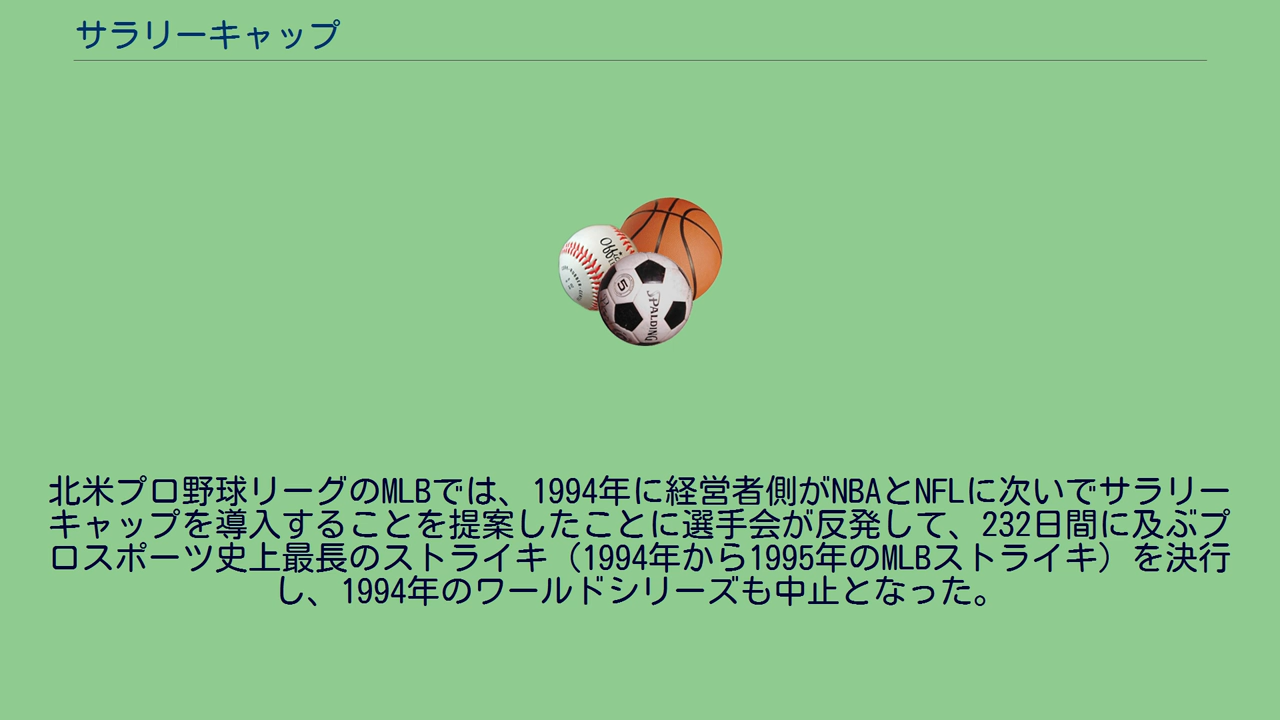 サラリーキャップ
Offic
5
SPALDING
北米プロ野球リーグのMLBでは、1994年に経営者側がNBAとNFLに次いでサラリー
キャップを導入することを提案したことに選手会が反発して、232日間に及ぶプ
ロスポーツ史上最長のストライキ（1994年から1995年のMLBストライキ）を決行
し、1994年のワールドシリーズも中止となった。